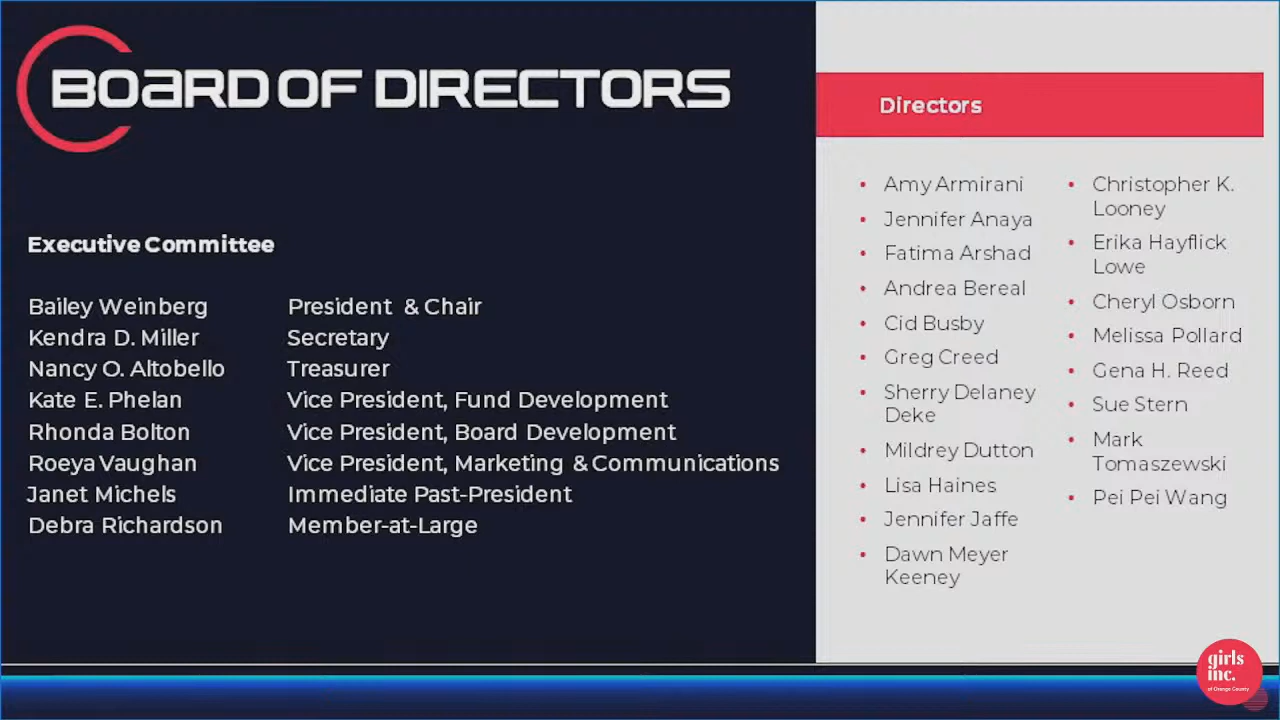 BOARD OF DIRECTORS
Executive Committee
Bailey Weinberg President & Chair
Kendra D. Miller Secretary
Nancy O. Altobello Treasurer
Kate E. Phelan Vice President, Fund Development
Rhonda Bolton Vice President, Board Development
Roeya Vaughan Vice President, Marketing & Communications
Janet Michels Immediate Past-President
Debra Richardson Member-at-Large
Directors
• Amy Armirani
• Jennifer Anaya
• Fatima Arshad
• Andrea Bereal
• Cid Busby
• Greg Creed
• Sherry Delaney
Deke
• Mildrey Dutton
• Lisa Haines
• Jennifer Jaffe
• Dawn Meyer
Keeney
• Christopher K.
Looney
• Erika Hayflick
Lowe
• Cheryl Osborn
• Melissa Pollard
• Gena H. Reed
• Sue Stern
• Mark
Tomaszewski
• Pei Pei Wang
girls
inc.
of Orange County